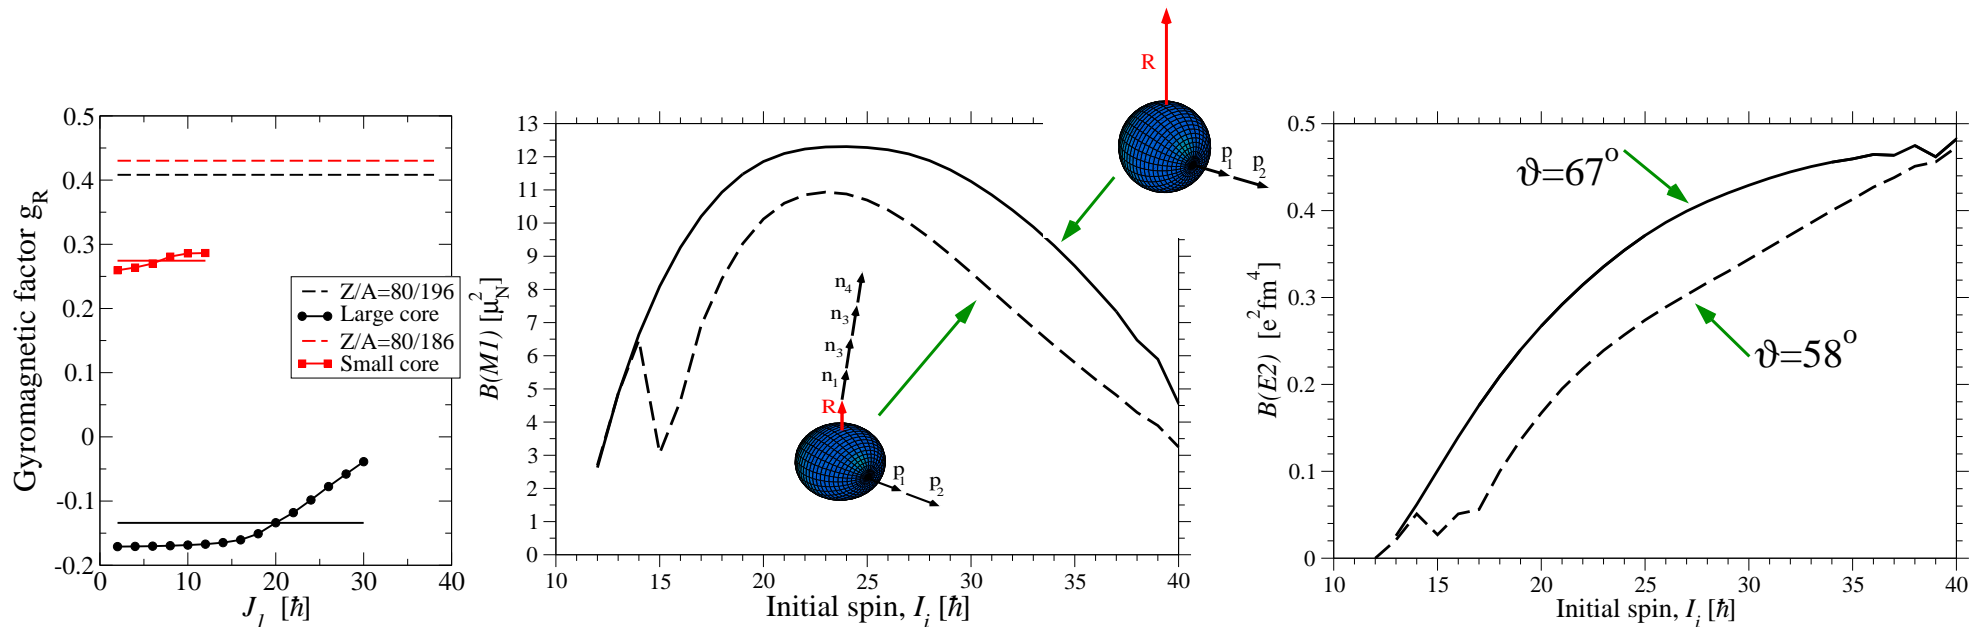 Gyromagnetic factor g_R
0.5
0.4
0.3
0.2
0.1
0
-0.1
-0.2
0
10
20
30
40
J_1 [ħ]
Z/A=80/196
Large core
Z/A=80/186
Small core
B(M1) [μ_N^2]
13
12
11
10
9
8
7
6
5
4
3
2
1
0
10
15
20
25
30
35
40
Initial spin, I_i [ħ]
n_4
n_3
n_3
n_1
R
p_1
p_2
R
p_1
p_2
B(E2) [e^2fm^4]
0.5
0.4
0.3
0.2
0.1
0
10
15
20
25
30
35
40
Initial spin, I_i [ħ]
ϑ=67°
ϑ=58°